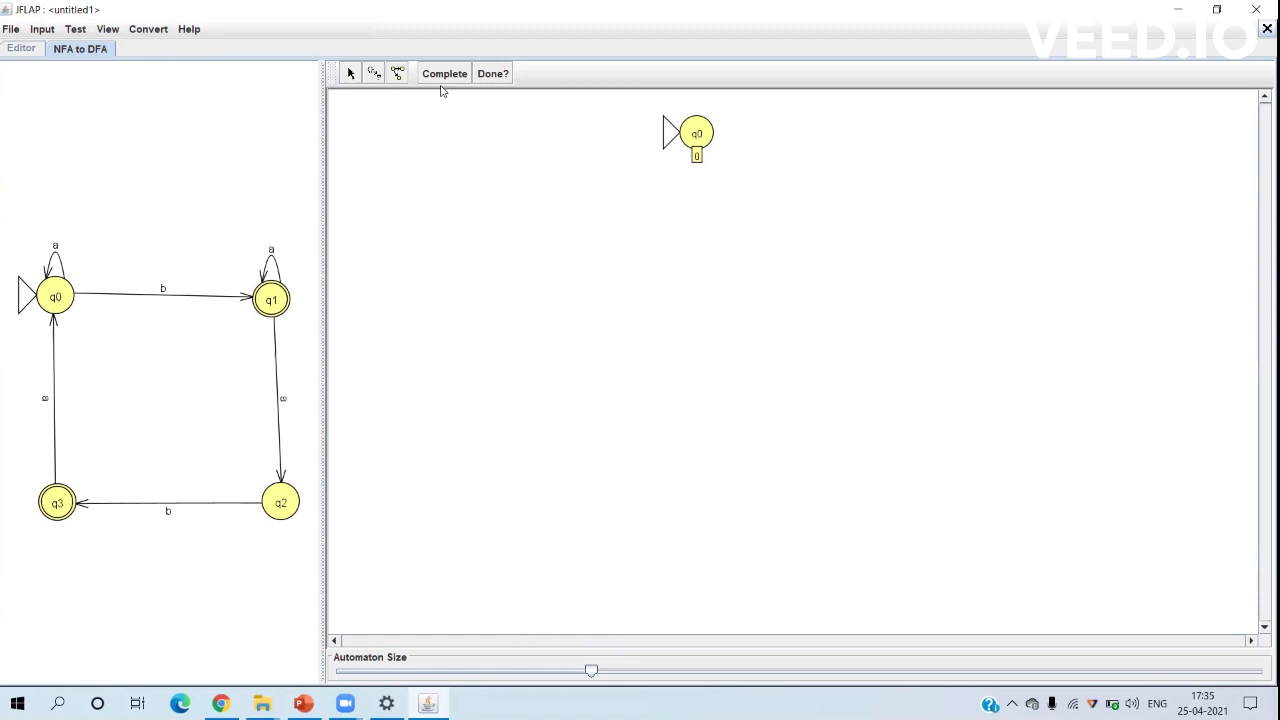 JFLAP : <untitled1>
VEED.IO
File Input Test View Convert Help
Editor NFA to DFA
Complete Done?
q0
0
a
a
q0
b
q1
a
a
q3
b
q2
Automaton Size
ENG
17:35
25-04-2021